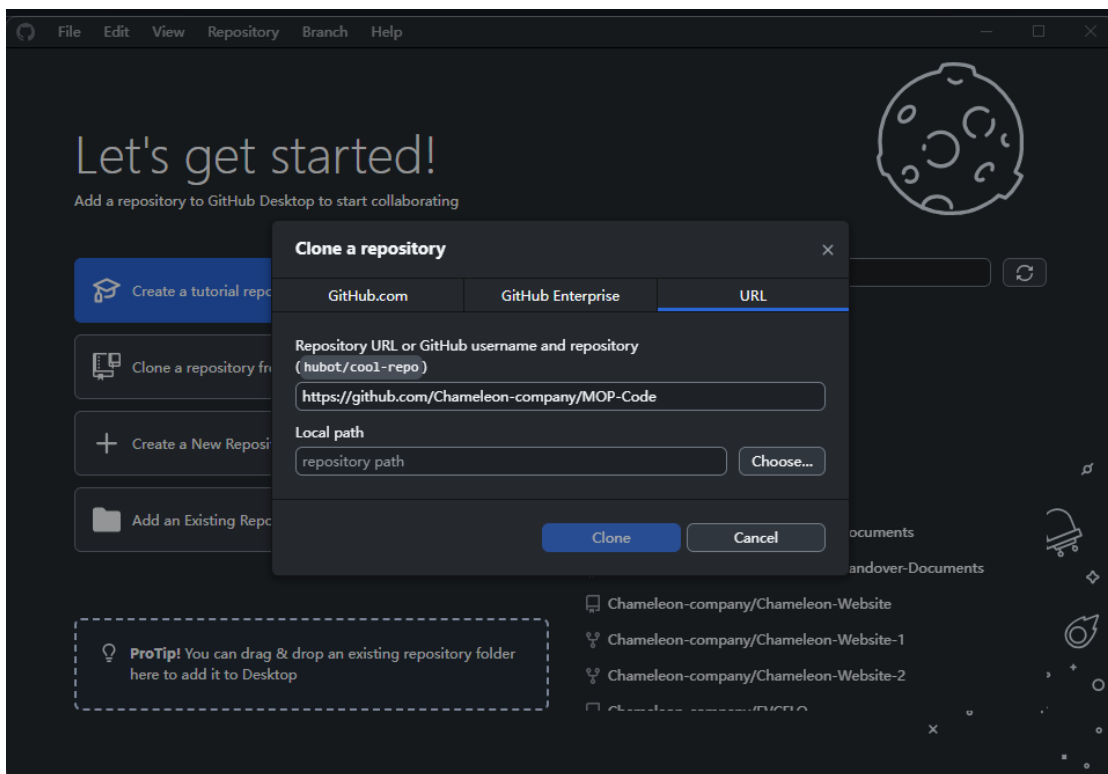 File Edit View Repository Branch Help
Let's get started!
Add a repository to GitHub Desktop to start collaborating
Create a tutorial repo
Clone a repository fr
Create a New Reposi
Add an Existing Repo
Clone a repository
GitHub.com GitHub Enterprise URL
Repository URL or GitHub username and repository
(hubot/cool-repo)
https://github.com/Chameleon-company/MOP-Code
Local path
repository path Choose...
Clone Cancel
ocuments
andover-Documents
Chameleon-company/Chameleon-Website
Chameleon-company/Chameleon-Website-1
Chameleon-company/Chameleon-Website-2
ProTip! You can drag & drop an existing repository folder
here to add it to Desktop